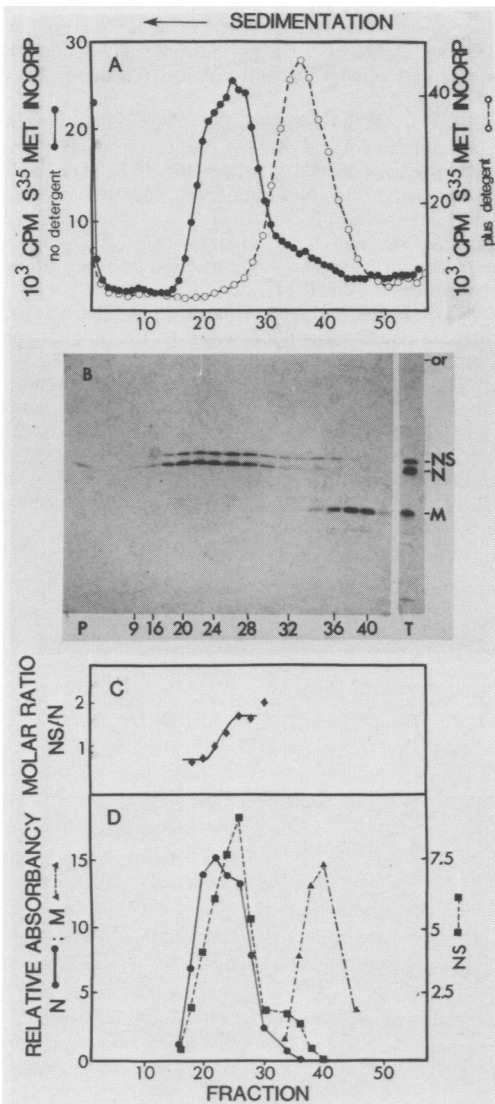 SEDIMENTATION
A
10³ CPM S³⁵ MET INCORP
no detergent
30
20
10
10³ CPM S³⁵ MET INCORP
plus detegent
40
20
10 20 30 40 50
B
or
NS
N
M
P 9 16 20 24 28 32 36 40 T
C
MOLAR RATIO
NS/N
2
1
D
RELATIVE ABSORBANCY
N ; M
15
10
5
0
7.5
5
2.5
NS
10 20 30 40 50
FRACTION